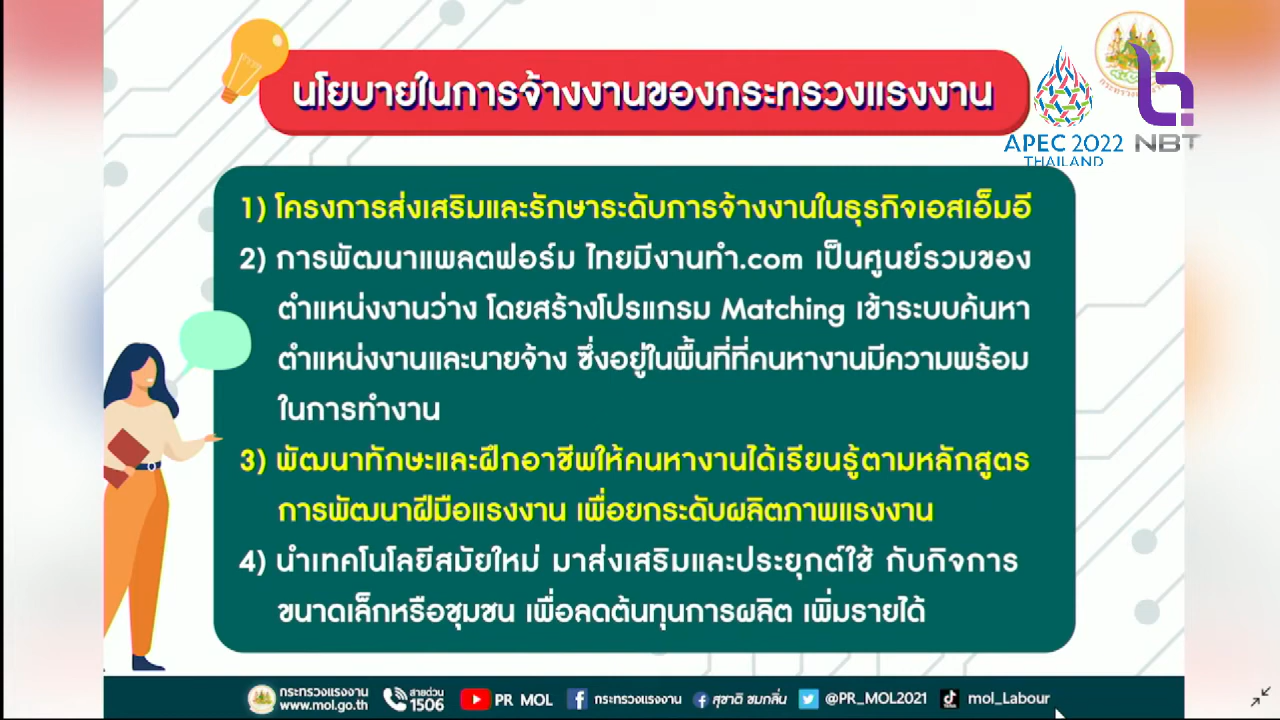 นโยบายในการจ้างงานของกระทรวงแรงงาน
APEC 2022
THAILAND
NBT
1) โครงการส่งเสริมและรักษาระดับการจ้างงานในธุรกิจเอสเอ็มอี
2) การพัฒนาแพลตฟอร์ม ไทยมีงานทำ.com เป็นศูนย์รวมของ
ตำแหน่งงานว่าง โดยสร้างโปรแกรม Matching เข้าระบบค้นหา
ตำแหน่งงานและนายจ้าง ซึ่งอยู่ในพื้นที่ที่คนหางานมีความพร้อม
ในการทำงาน
3) พัฒนาทักษะและฝึกอาชีพให้คนหางานได้เรียนรู้ตามหลักสูตร
การพัฒนาฝีมือแรงงาน เพื่อยกระดับผลิตภาพแรงงาน
4) นำเทคโนโลยีสมัยใหม่ มาส่งเสริมและประยุกต์ใช้ กับกิจการ
ขนาดเล็กหรือชุมชน เพื่อลดต้นทุนการผลิต เพิ่มรายได้
กระทรวงแรงงาน
www.mol.go.th
สายด่วน
1506
PR MOL
กระทรวงแรงงาน
สุชาติ ชมกลิ่น
@PR_MOL2021
mol_Labour